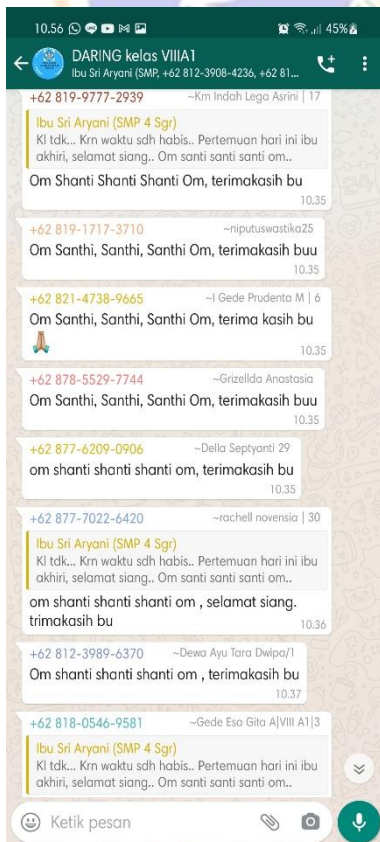 10.56 45%
DARING kelas VIIIA1
Ibu Sri Aryani (SMP, +62 812-3908-4236, +62 81...
+62 819-9777-2939 ~Km Indah Lega Asrini | 17
Ibu Sri Aryani (SMP 4 Sgr)
Kl tdk... Krn waktu sdh habis.. Pertemuan hari ini ibu
akhiri, selamat siang.. Om santi santi santi om..
Om Shanti Shanti Shanti Om, terimakasih bu
10.35
+62 819-1717-3710 ~niputuswastika25
Om Santhi, Santhi, Santhi Om, terimakasih buu
10.35
+62 821-4738-9665 ~I Gede Prudenta M | 6
Om Santhi, Santhi, Santhi Om, terima kasih bu
🙏🏼
10.35
+62 878-5529-7744 ~Grizellda Anastasia
Om Santhi, Santhi, Santhi Om, terimakasih buu
10.35
+62 877-6209-0906 ~Della Septyanti 29
om shanti shanti shanti om, terimakasih bu
10.35
+62 877-7022-6420 ~rachell novensia | 30
Ibu Sri Aryani (SMP 4 Sgr)
Kl tdk... Krn waktu sdh habis.. Pertemuan hari ini ibu
akhiri, selamat siang.. Om santi santi santi om..
om shanti shanti shanti om , selamat siang.
trimakasih bu 10.36
+62 812-3989-6370 ~Dewa Ayu Tara Dwipa/1
Om shanti shanti shanti om , terimakasih bu
10.37
+62 818-0546-9581 ~Gede Esa Gita A|VIII A1|3
Ibu Sri Aryani (SMP 4 Sgr)
Kl tdk... Krn waktu sdh habis.. Pertemuan hari ini ibu
akhiri, selamat siang.. Om santi santi santi om..
Ketik pesan